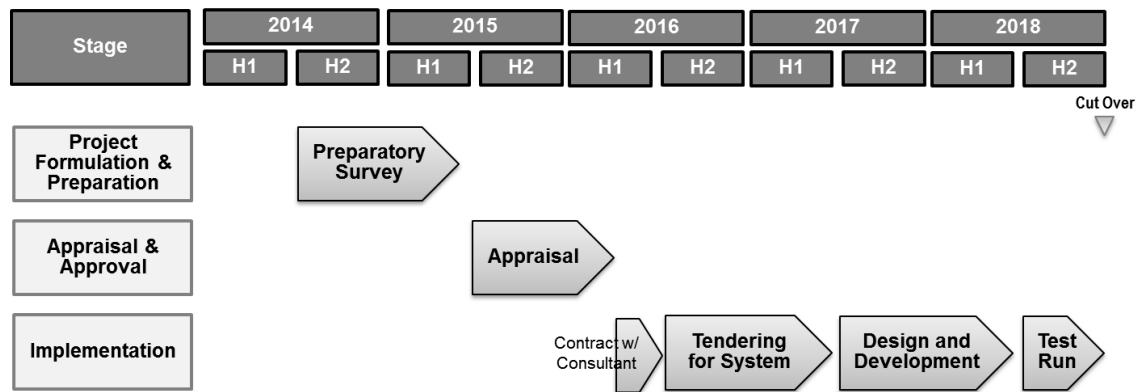 Stage
2014 2015 2016 2017 2018
H1 H2 H1 H2 H1 H2 H1 H2 H1 H2
Cut Over
Project
Formulation &
Preparation
Preparatory
Survey
Appraisal &
Approval
Appraisal
Implementation
Contract w/
Consultant
Tendering
for System
Design and
Development
Test
Run